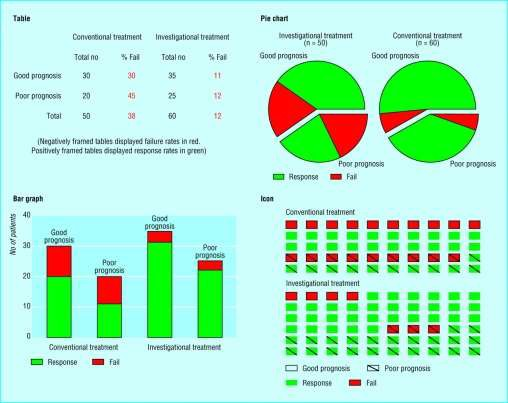 Table
Conventional treatment Investigational treatment
Total no % Fail Total no % Fail
Good prognosis 30 30 35 11
Poor prognosis 20 45 25 12
Total 50 38 60 12
(Negatively framed tables displayed failure rates in red.
Positively framed tables displayed response rates in green)
Pie chart
Investigational treatment
(n = 50)
Conventional treatment
(n = 60)
Good prognosis
Good prognosis
Poor prognosis
Poor prognosis
Response Fail
Bar graph
No of patients
40
30
20
10
0
Good
prognosis
Poor
prognosis
Good
prognosis
Poor
prognosis
Conventional treatment Investigational treatment
Response Fail
Icon
Conventional treatment
Investigational treatment
Good prognosis Poor prognosis
Response Fail